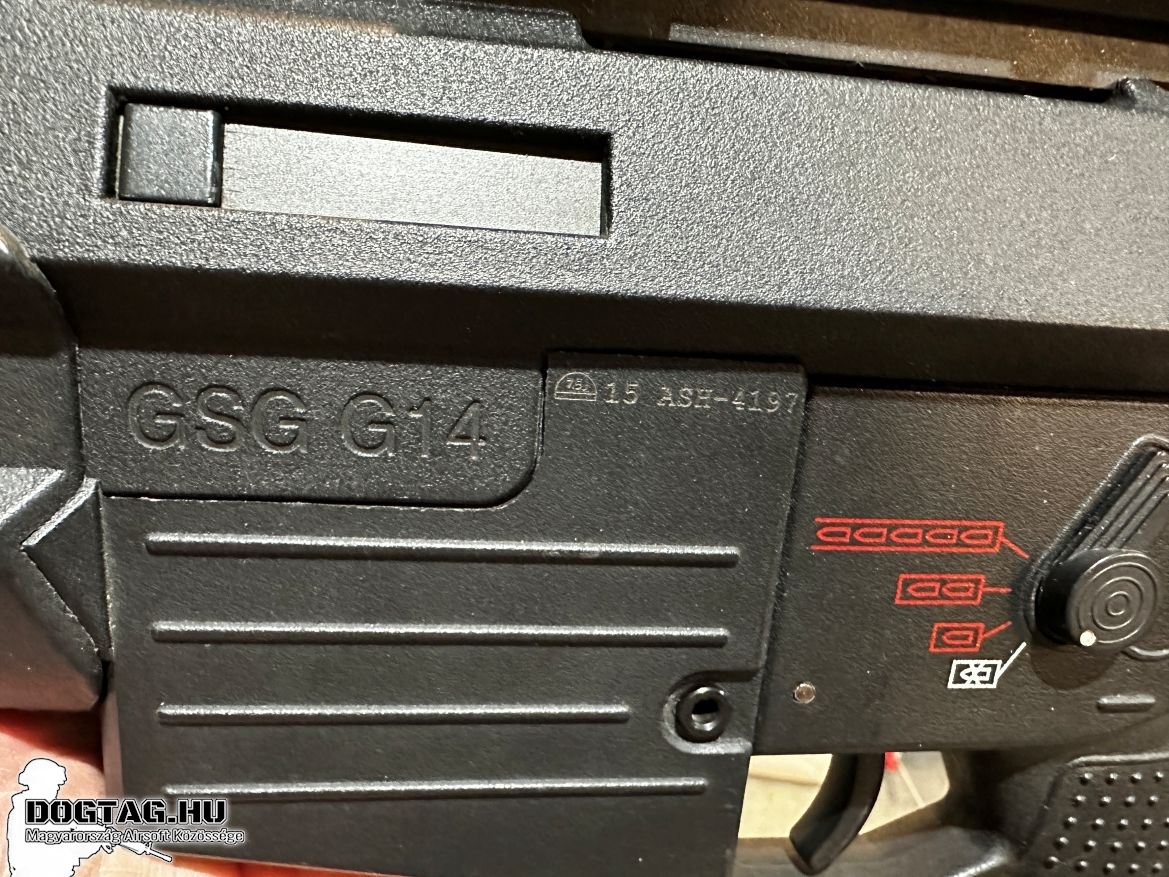 15 ASH-4197
GSG G14
DOGTAG.HU
Magyarország Airsoft Közössége